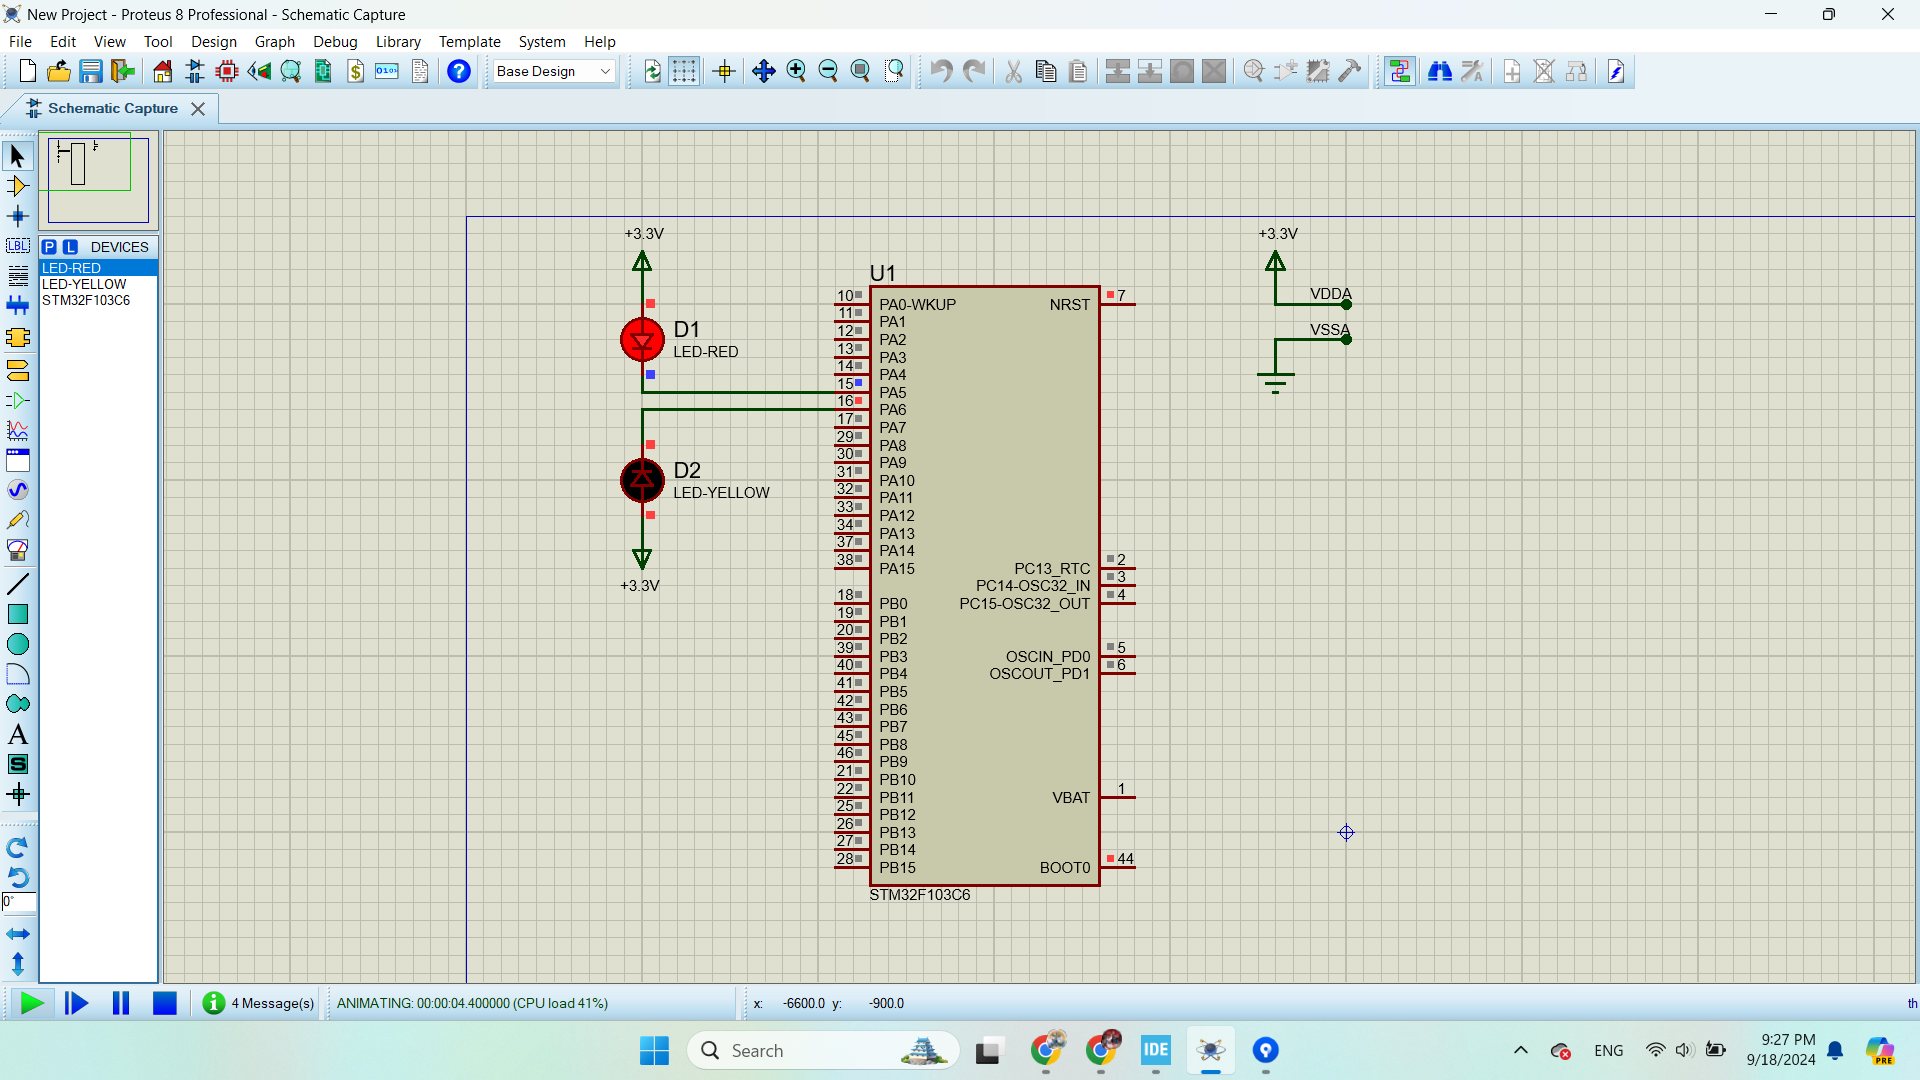 New Project - Proteus 8 Professional - Schematic Capture
File Edit View Tool Design Graph Debug Library Template System Help
Base Design
Schematic Capture
P L DEVICES
LED-RED
LED-YELLOW
STM32F103C6
LBL
A
S
0°
+3.3V
D1
LED-RED
D2
LED-YELLOW
+3.3V
U1
10 PA0-WKUP
11 PA1
12 PA2
13 PA3
14 PA4
15 PA5
16 PA6
17 PA7
29 PA8
30 PA9
31 PA10
32 PA11
33 PA12
34 PA13
37 PA14
38 PA15
18 PB0
19 PB1
20 PB2
39 PB3
40 PB4
41 PB5
42 PB6
43 PB7
45 PB8
46 PB9
21 PB10
22 PB11
25 PB12
26 PB13
27 PB14
28 PB15
NRST 7
PC13_RTC 2
PC14-OSC32_IN 3
PC15-OSC32_OUT 4
OSCIN_PD0 5
OSCOUT_PD1 6
VBAT 1
BOOT0 44
STM32F103C6
+3.3V
VDDA
VSSA
4 Message(s) ANIMATING: 00:00:04.400000 (CPU load 41%) x: -6600.0 y: -900.0 th
Search
IDE
ENG
9:27 PM
9/18/2024
PRE